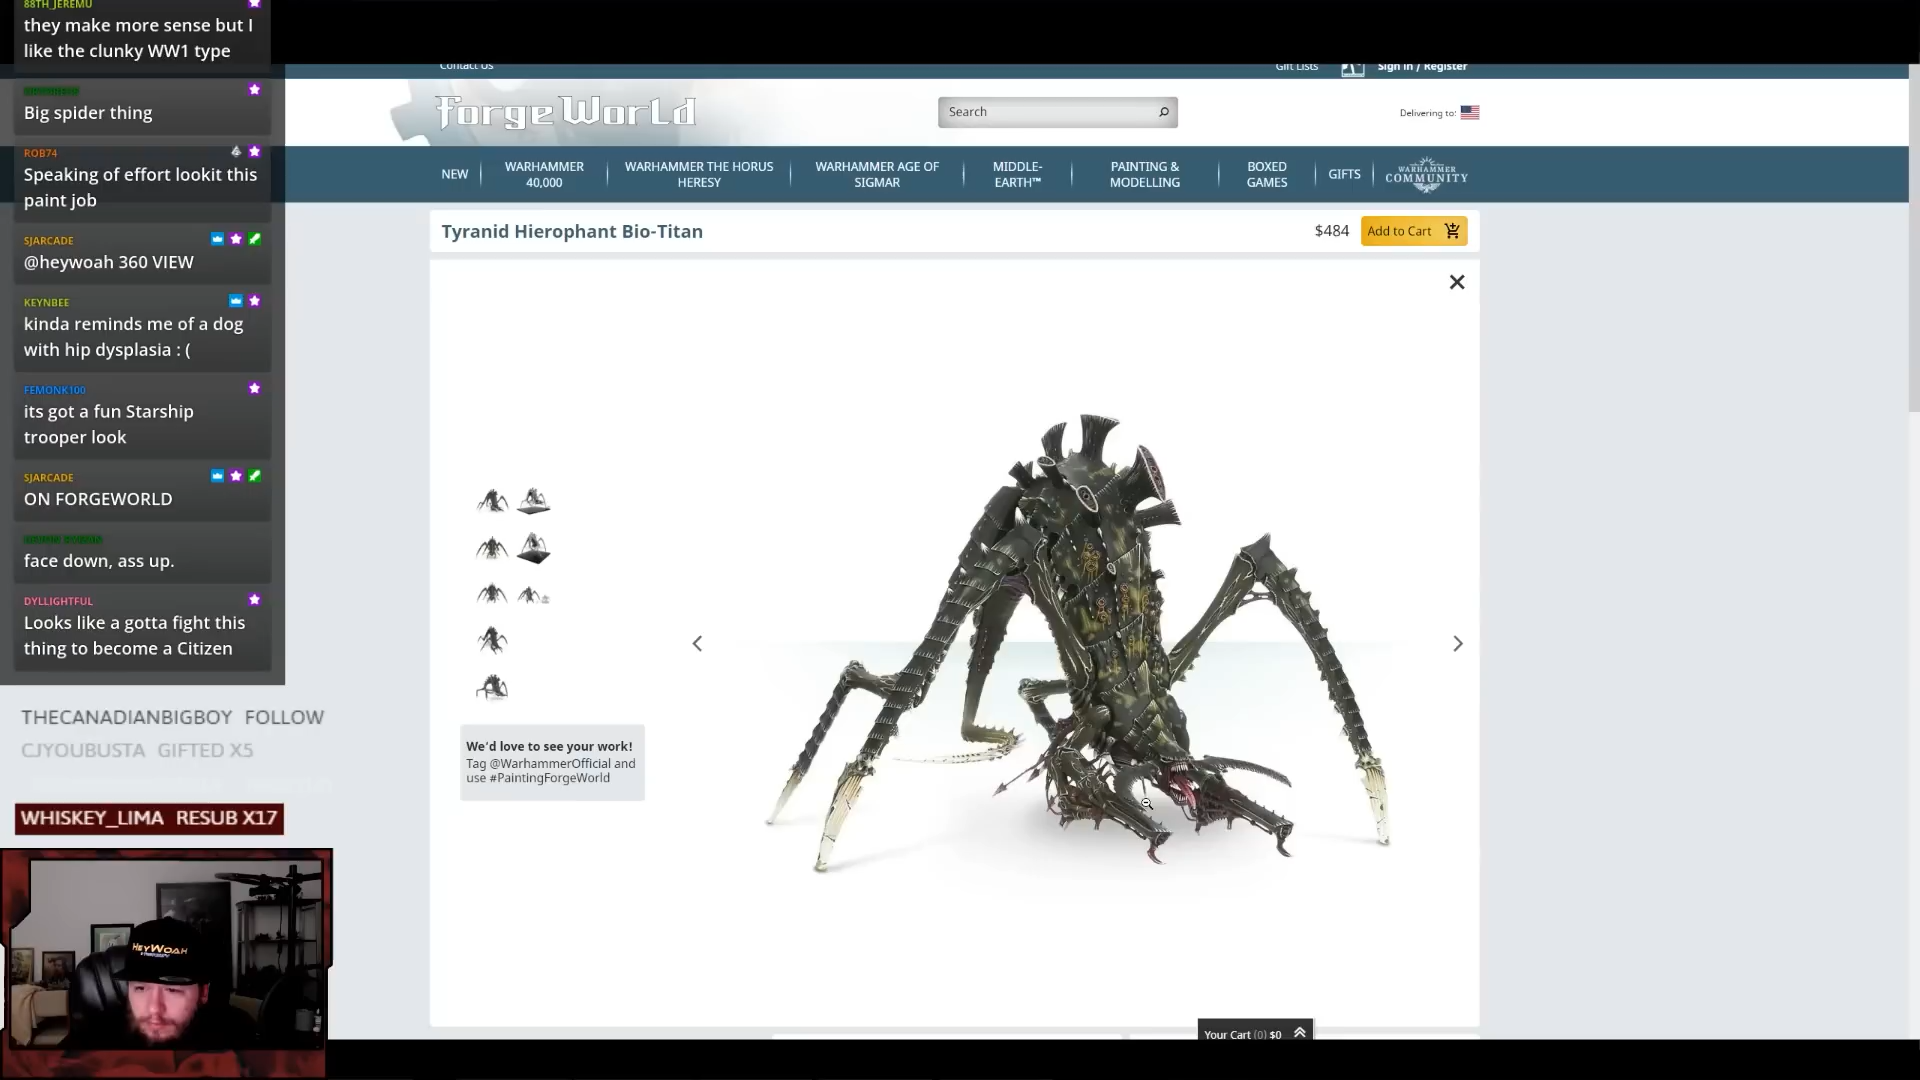 88TH_JEREMU
they make more sense but I
like the clunky WW1 type
Big spider thing
ROB74
Speaking of effort lookit this
paint job
SJARCADE
@heywoah 360 VIEW
KEYNBEE
kinda reminds me of a dog
with hip dysplasia : (
FEMONK100
its got a fun Starship
trooper look
SJARCADE
ON FORGEWORLD
face down, ass up.
DYLLIGHTFUL
Looks like a gotta fight this
thing to become a Citizen
THECANADIANBIGBOY FOLLOW
CJYOUBUSTA GIFTED X5
WHISKEY_LIMA RESUB X17
HEYWOAH
Contact Us
Gift Lists
Sign In / Register
Forge World
Search
Delivering to:
NEW
WARHAMMER
40,000
WARHAMMER THE HORUS
HERESY
WARHAMMER AGE OF
SIGMAR
MIDDLE-
EARTH™
PAINTING &
MODELLING
BOXED
GAMES
GIFTS
WARHAMMER
COMMUNITY
Tyranid Hierophant Bio-Titan
$484
Add to Cart
We'd love to see your work!
Tag @WarhammerOfficial and
use #PaintingForgeWorld
Your Cart (0) $0